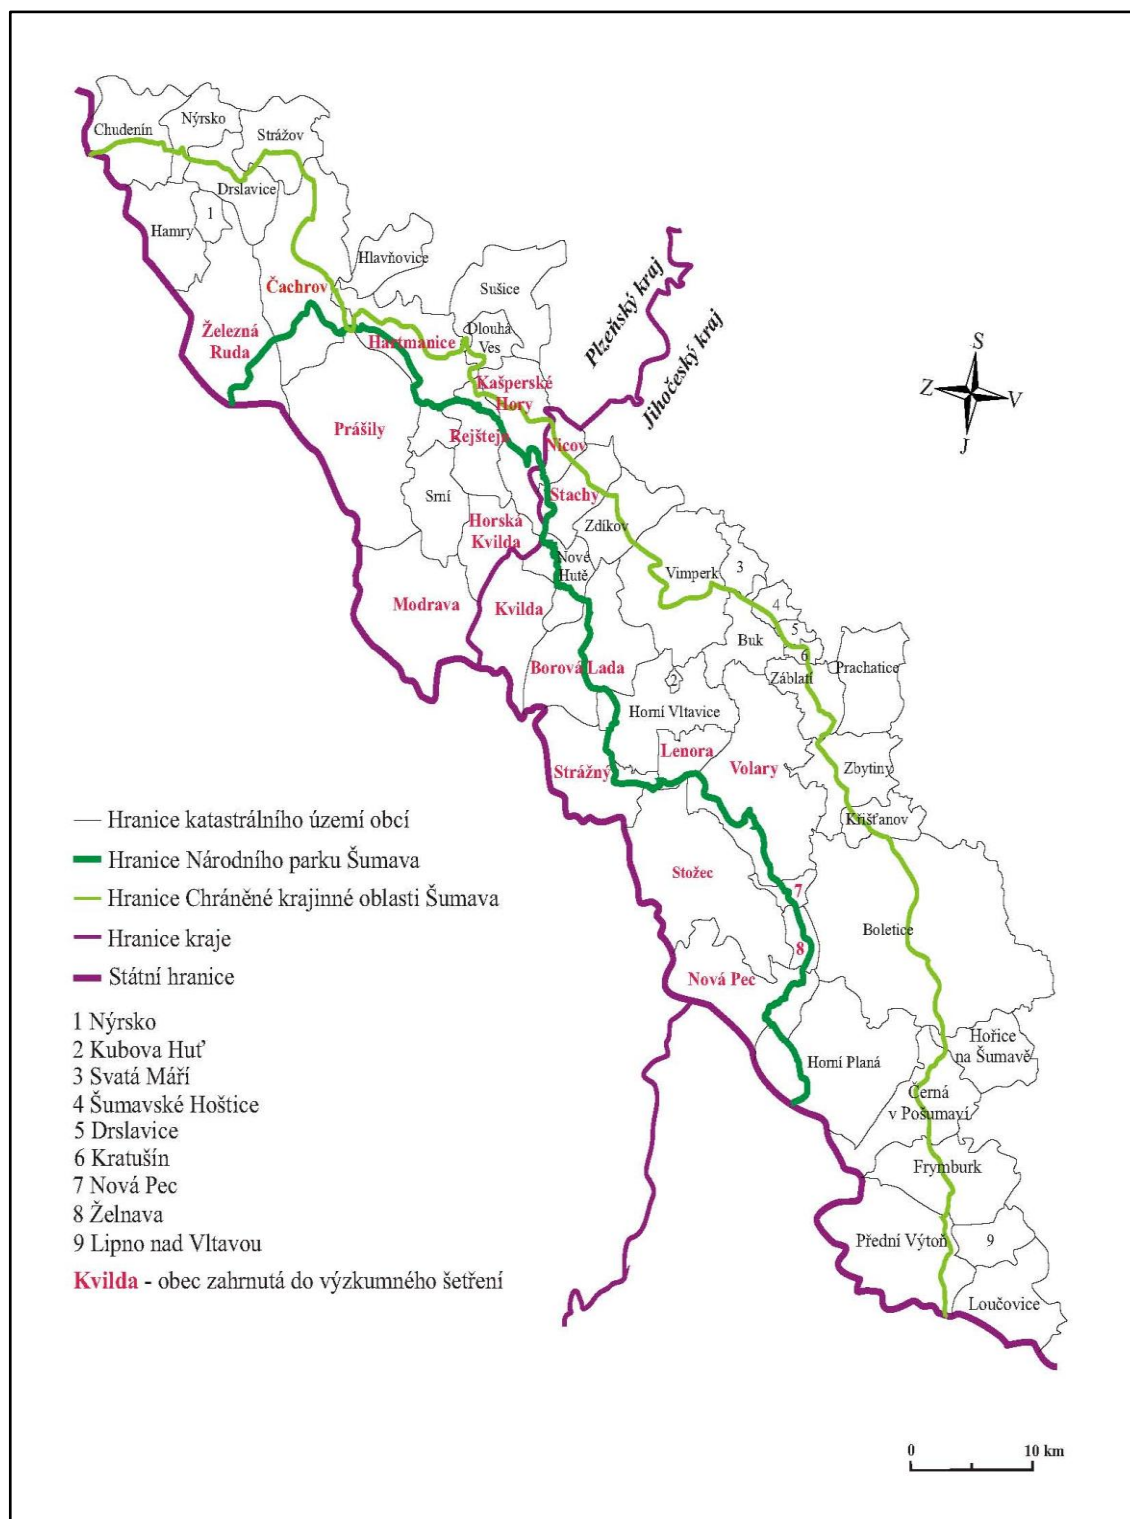 Chudenín
Nýrsko
Strážov
Drslavice
Hamry
1
Hlavňovice
Čachrov
Sušice
Železná
Ruda
Hartmanice
Dlouhá
Ves
Plzeňský kraj
Jihočeský kraj
Kašperské
Hory
S
Z
V
J
Prášily
Rejštejn
Nicov
Srní
Stachy
Zdíkov
Horská
Kvilda
Nové
Hutě
Vimperk
3
4
Modrava
Kvilda
5
Buk
6
Borová Lada
2
Záblatí
Prachatice
Horní Vltavice
Lenora
Strážný
Volary
Zbytiny
Křišťanov
Stožec
7
Boletice
8
Nová Pec
Horní Planá
Hořice
na Šumavě
Černá
v Pošumaví
Frymburk
Přední Výtoň
9
Loučovice
Hranice katastrálního území obcí
Hranice Národního parku Šumava
Hranice Chráněné krajinné oblasti Šumava
Hranice kraje
Státní hranice
1 Nýrsko
2 Kubova Huť
3 Svatá Máří
4 Šumavské Hoštice
5 Drslavice
6 Kratušín
7 Nová Pec
8 Želnava
9 Lipno nad Vltavou
Kvilda - obec zahrnutá do výzkumného šetření
0 10 km